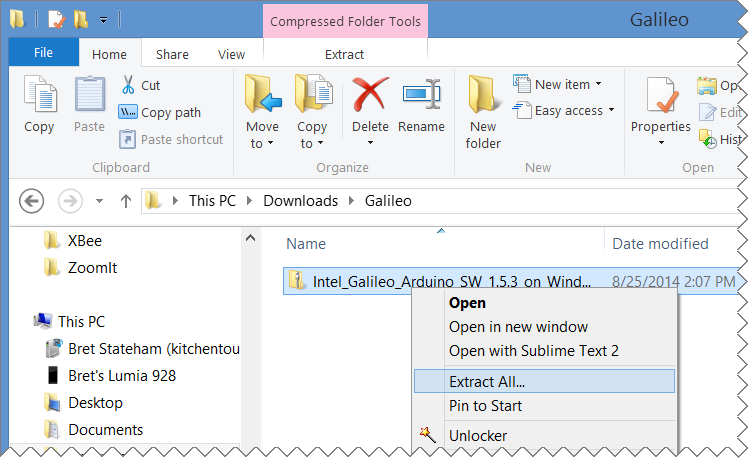 Compressed Folder Tools
Galileo
File
Home
Share
View
Extract
Copy
Paste
Cut
Copy path
Paste shortcut
Clipboard
Move
to
Copy
to
Delete
Rename
Organize
New
folder
New item
Easy access
New
Properties
Edit
Open
This PC
Downloads
Galileo
XBee
ZoomIt
This PC
Bret Stateham (kitchentou
Bret's Lumia 928
Desktop
Documents
Name
Date modified
Intel_Galileo_Arduino_SW_1.5.3_on_Wind...
8/25/2014 2:07 PM
Open
Open in new window
Open with Sublime Text 2
Extract All...
Pin to Start
Unlocker